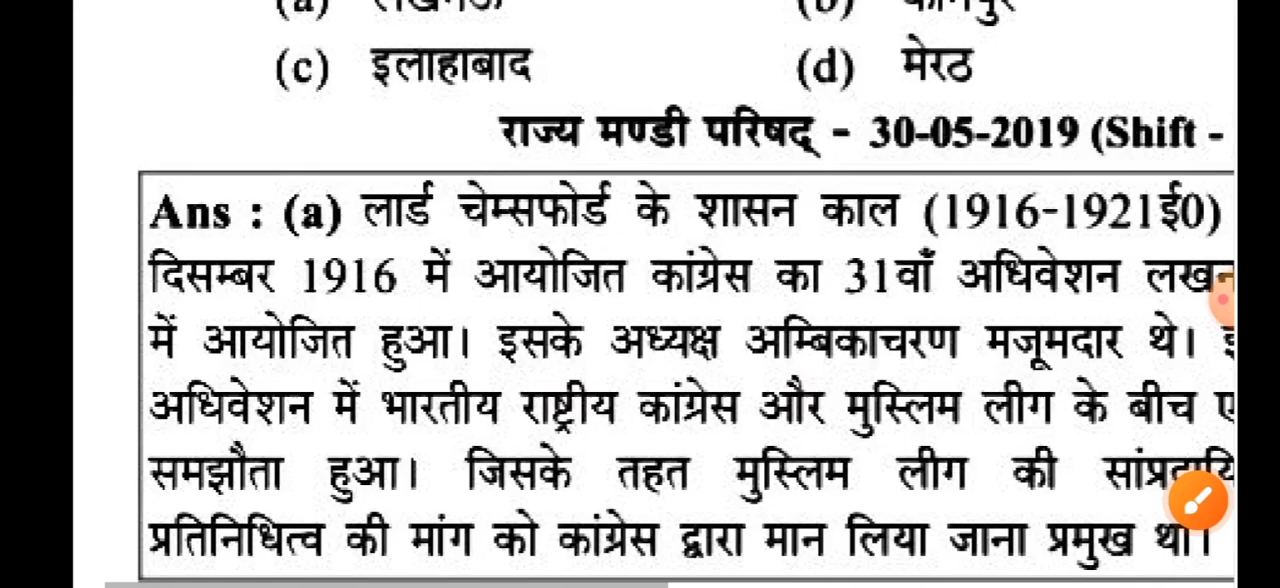 (a) लखनऊ (b) कानपुर
(c) इलाहाबाद (d) मेरठ
राज्य मण्डी परिषद् - 30-05-2019 (Shift -
Ans : (a) लार्ड चेम्सफोर्ड के शासन काल (1916-1921ई0)
दिसम्बर 1916 में आयोजित कांग्रेस का 31वाँ अधिवेशन
में आयोजित हुआ। इसके अध्यक्ष अम्बिकाचरण मजूमदार थे।
अधिवेशन में भारतीय राष्ट्रीय कांग्रेस और मुस्लिम लीग के बीच
समझौता हुआ। जिसके तहत मुस्लिम लीग की
प्रतिनिधित्व की मांग को कांग्रेस द्वारा मान लिया जाना प्रमुख था।